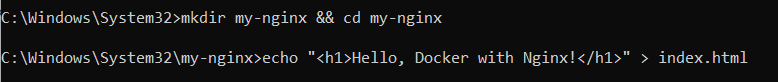 C:\Windows\System32>mkdir my-nginx && cd my-nginx
C:\Windows\System32\my-nginx>echo "<h1>Hello, Docker with Nginx!</h1>" > index.html